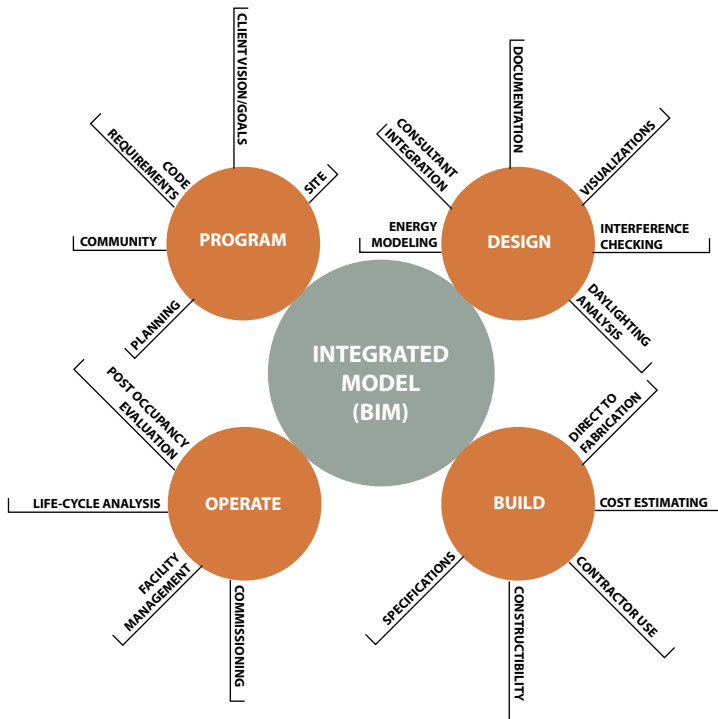 CLIENT VISION/GOALS
CODE
REQUIREMENTS
SITE
COMMUNITY
PROGRAM
PLANNING
DOCUMENTATION
CONSULTANT
INTEGRATION
VISUALIZATIONS
ENERGY
MODELING
DESIGN
INTERFERENCE
CHECKING
DAYLIGHTING
ANALYSIS
INTEGRATED
MODEL
(BIM)
POST OCCUPANCY
EVALUATION
LIFE-CYCLE ANALYSIS
OPERATE
FACILITY
MANAGEMENT
COMMISSIONING
DIRECT TO
FABRICATION
BUILD
COST ESTIMATING
SPECIFICATIONS
CONSTRUCTIBILITY
CONTRACTOR USE